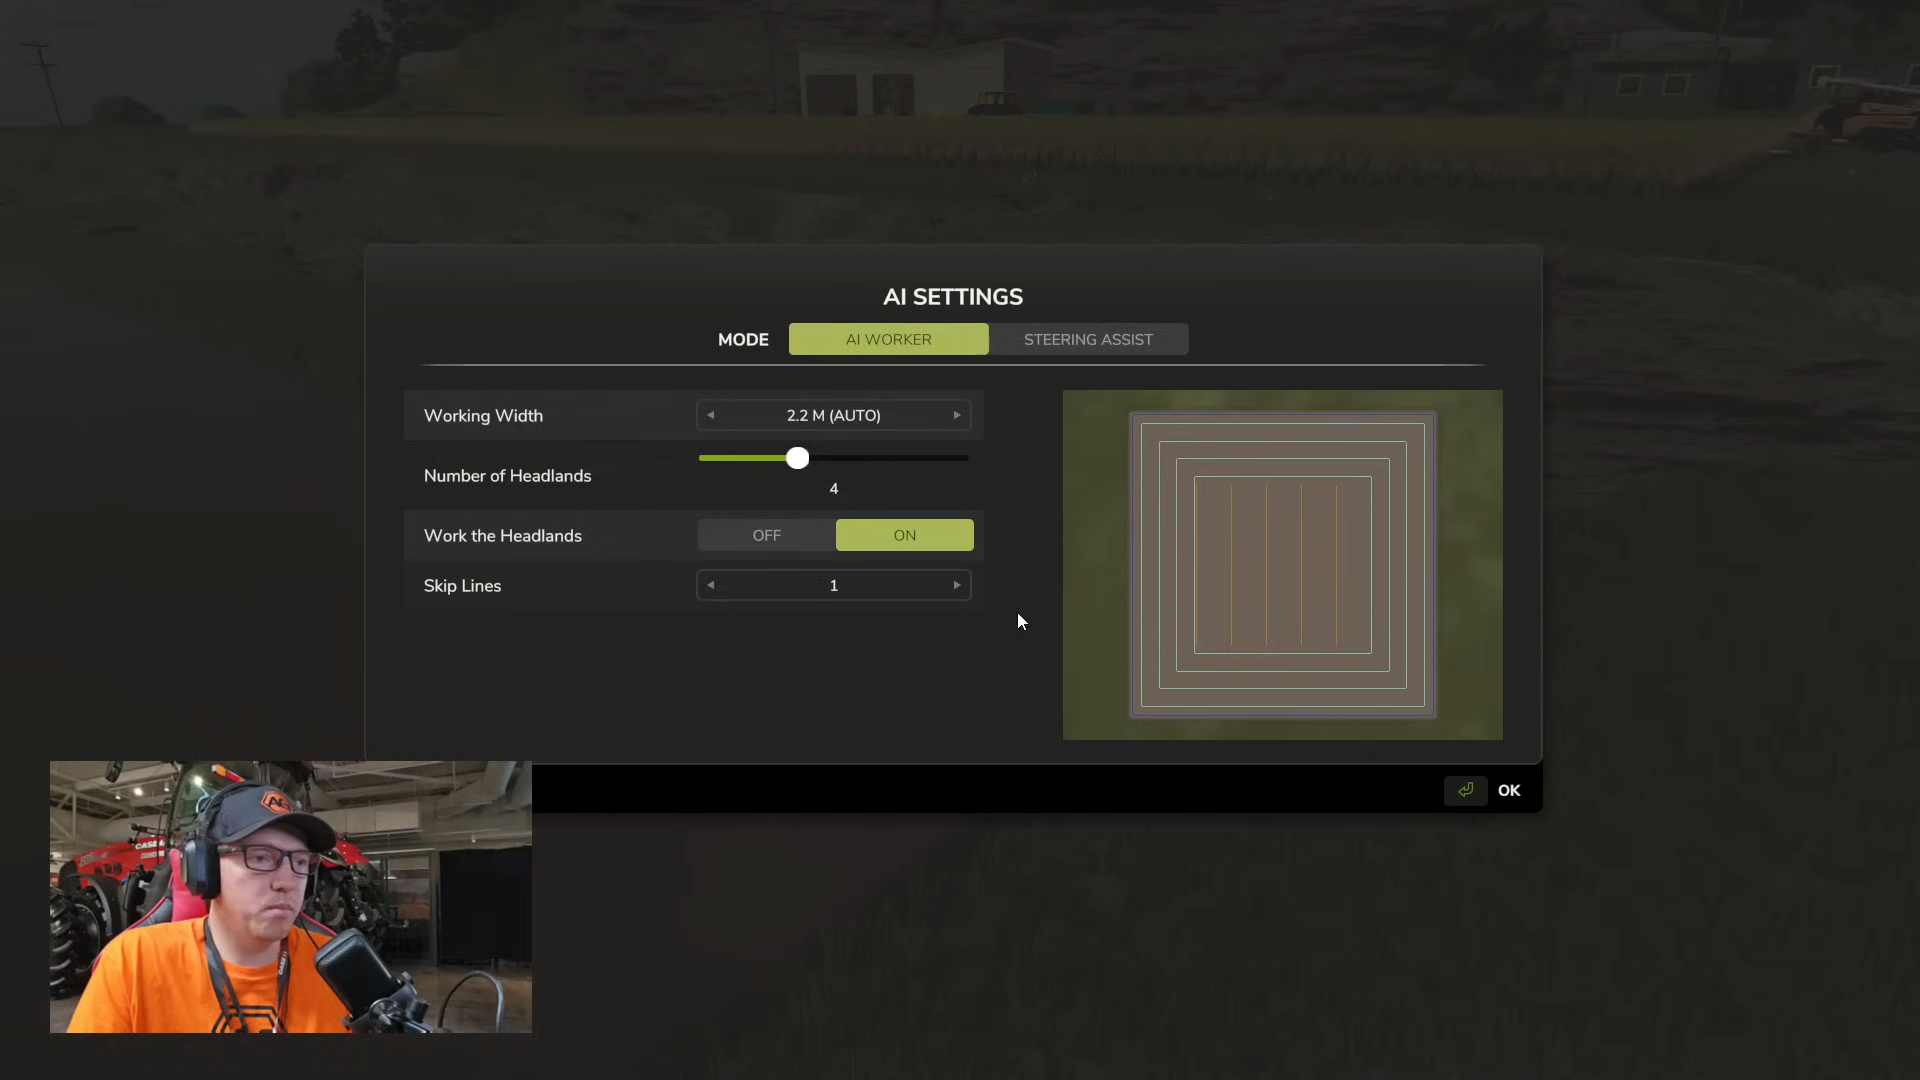 AI SETTINGS
MODE AI WORKER STEERING ASSIST
Working Width 2.2 M (AUTO)
Number of Headlands
4
Work the Headlands OFF ON
Skip Lines 1
OK
CASE